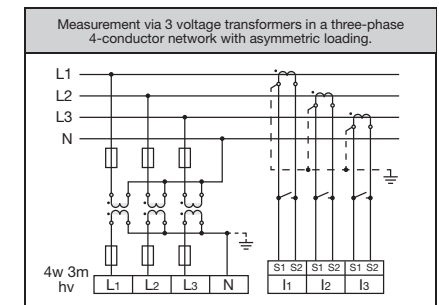 Measurement via 3 voltage transformers in a three-phase
4-conductor network with asymmetric loading.
L1
L2
L3
N
4w 3m
hv
L1 L2 L3 N
S1 S2 S1 S2 S1 S2
I1 I2 I3